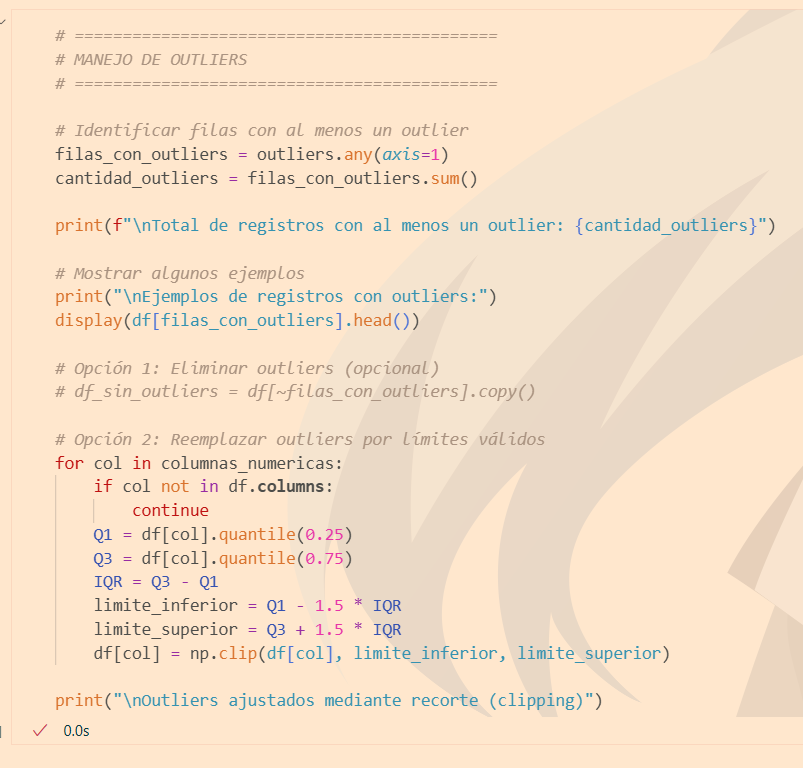 # ============================================
# MANEJO DE OUTLIERS
# ============================================
# Identificar filas con al menos un outlier
filas_con_outliers = outliers.any(axis=1)
cantidad_outliers = filas_con_outliers.sum()
print(f"\nTotal de registros con al menos un outlier: {cantidad_outliers}")
# Mostrar algunos ejemplos
print("\nEjemplos de registros con outliers:")
display(df[filas_con_outliers].head())
# Opción 1: Eliminar outliers (opcional)
# df_sin_outliers = df[~filas_con_outliers].copy()
# Opción 2: Reemplazar outliers por límites válidos
for col in columnas_numericas:
    if col not in df.columns:
        continue
    Q1 = df[col].quantile(0.25)
    Q3 = df[col].quantile(0.75)
    IQR = Q3 - Q1
    limite_inferior = Q1 - 1.5 * IQR
    limite_superior = Q3 + 1.5 * IQR
    df[col] = np.clip(df[col], limite_inferior, limite_superior)
print("\nOutliers ajustados mediante recorte (clipping)")
0.0s